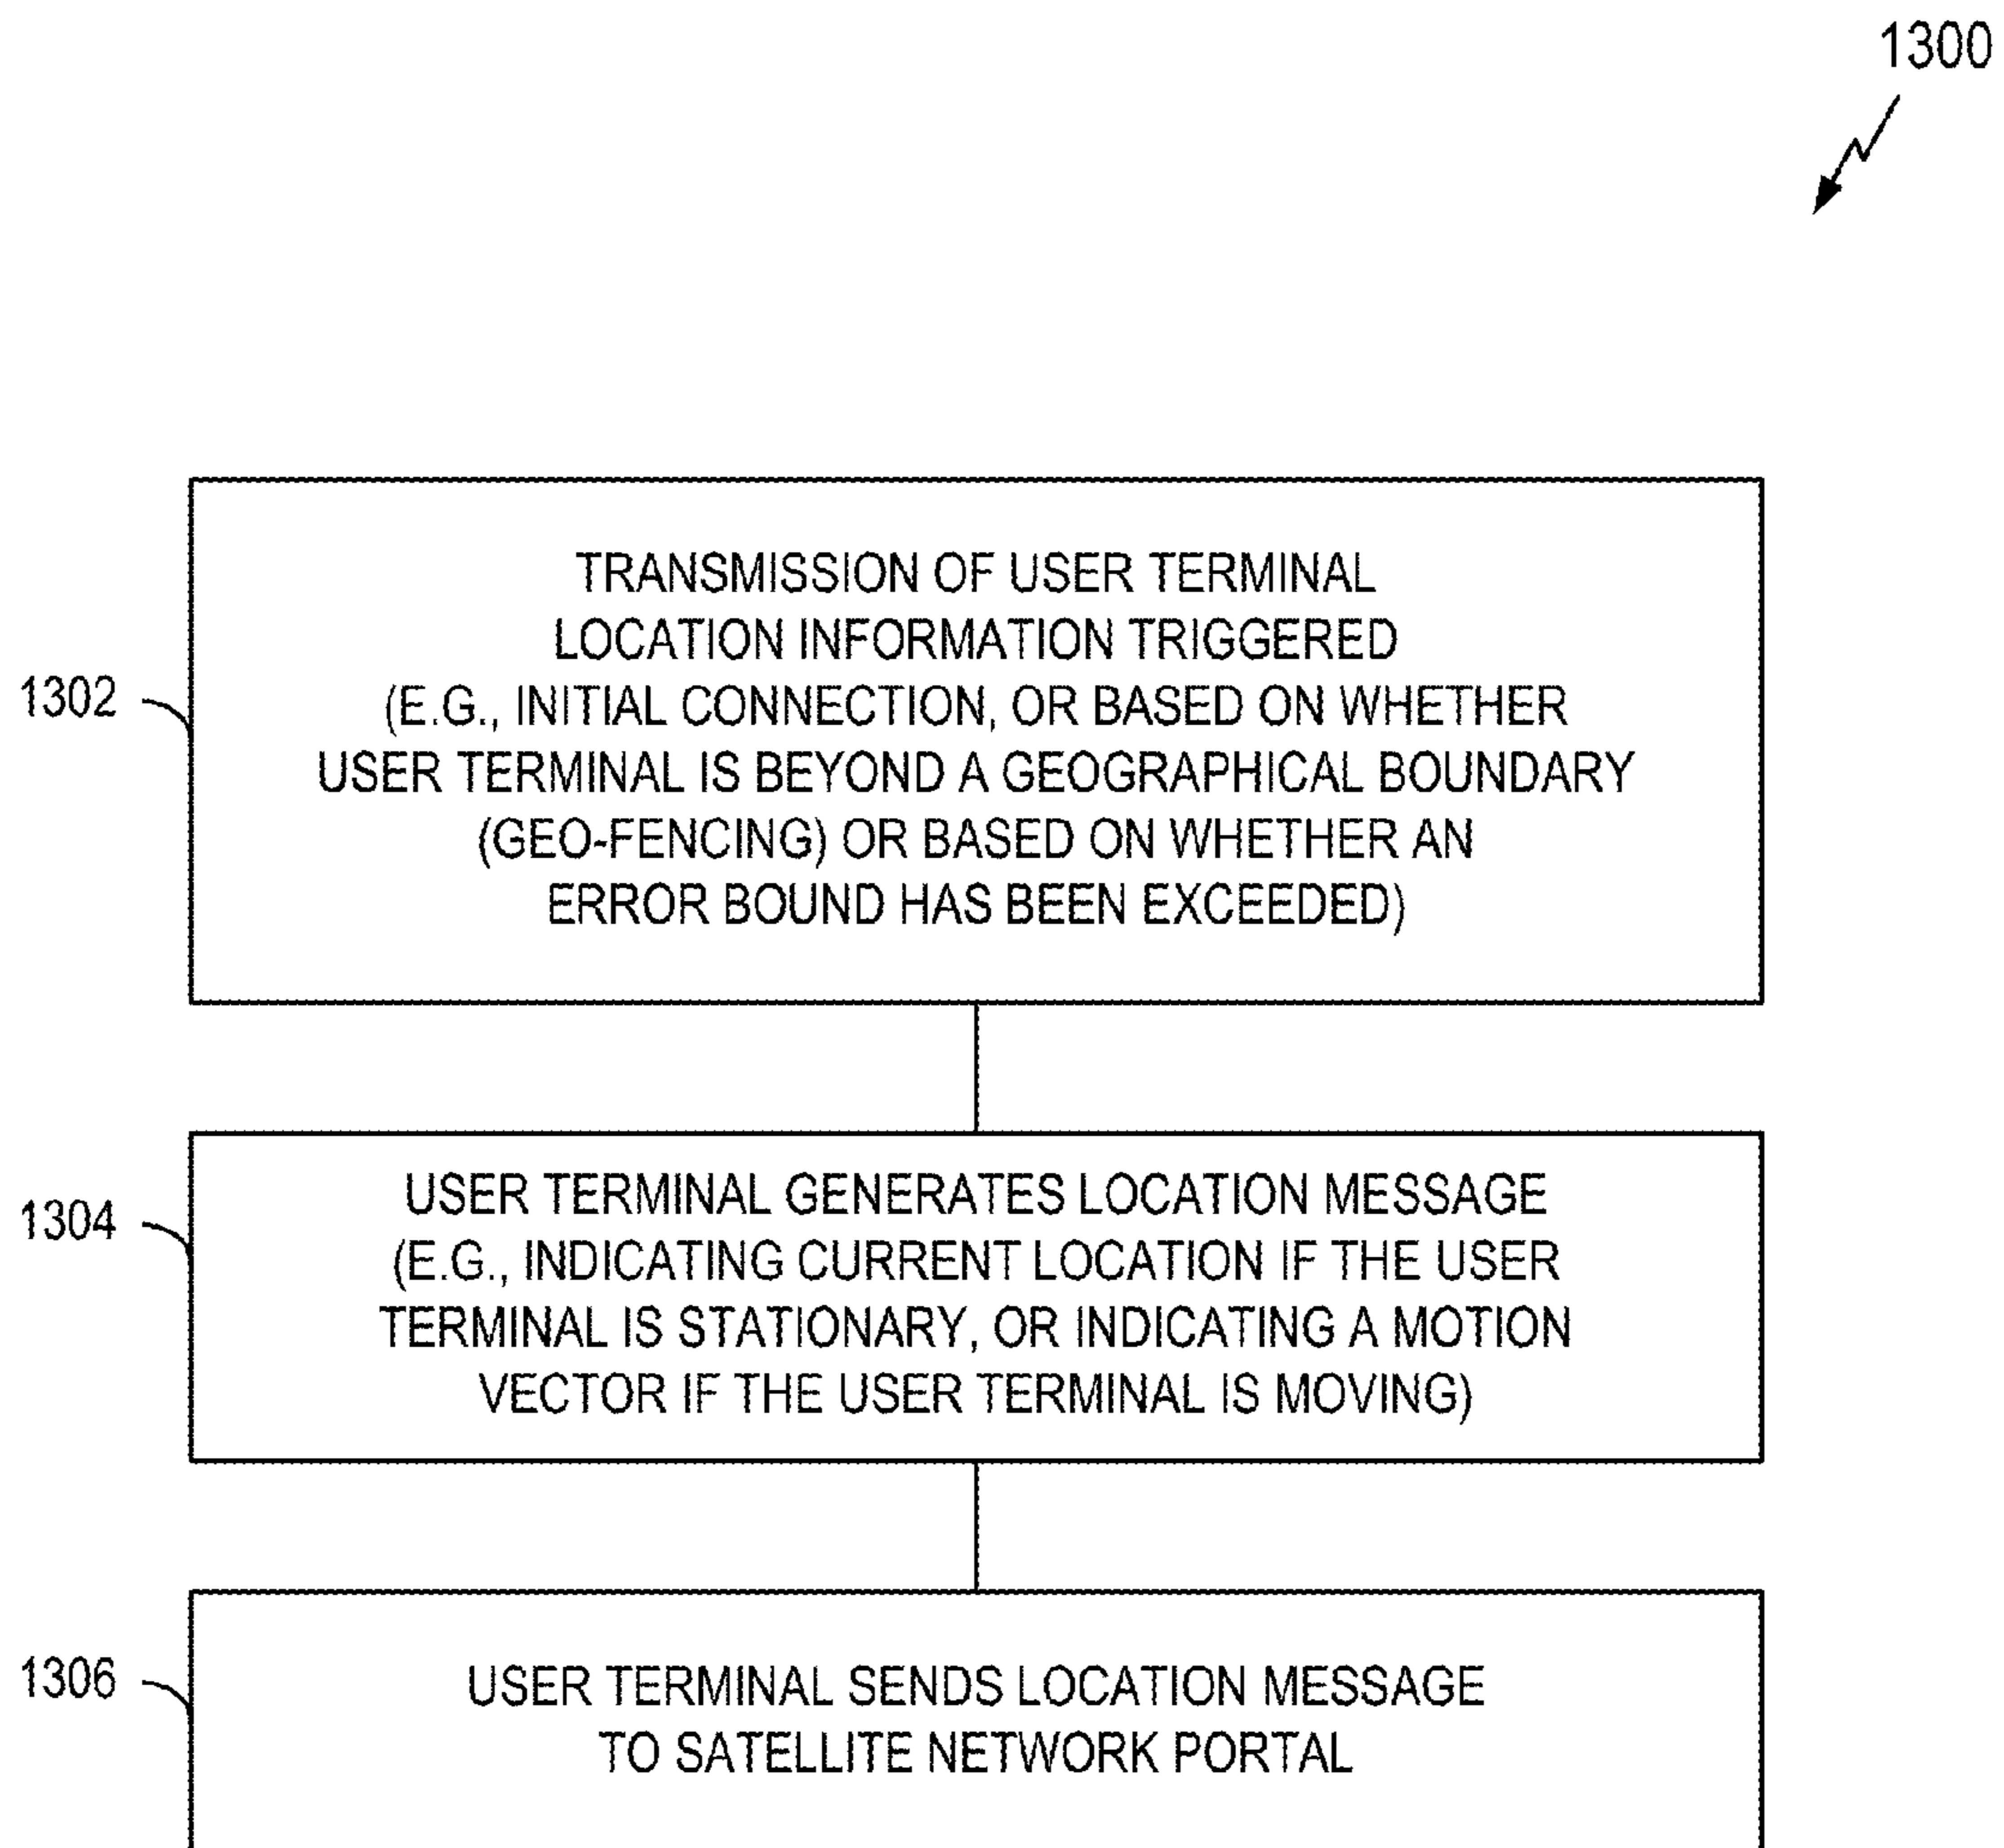 1300
TRANSMISSION OF USER TERMINAL
LOCATION INFORMATION TRIGGERED
(E.G., INITIAL CONNECTION, OR BASED ON WHETHER
1302
USER TERMINAL IS BEYOND A GEOGRAPHICAL BOUNDARY
(GEO-FENCING) OR BASED ON WHETHER AN
ERROR BOUND HAS BEEN EXCEEDED)
USER TERMINAL GENERATES LOCATION MESSAGE
1304
(E.G., INDICATING CURRENT LOCATION IF THE USER
TERMINAL IS STATIONARY, OR INDICATING A MOTION
VECTOR IF THE USER TERMINAL IS MOVING)
1306
USER TERMINAL SENDS LOCATION MESSAGE
TO SATELLITE NETWORK PORTAL